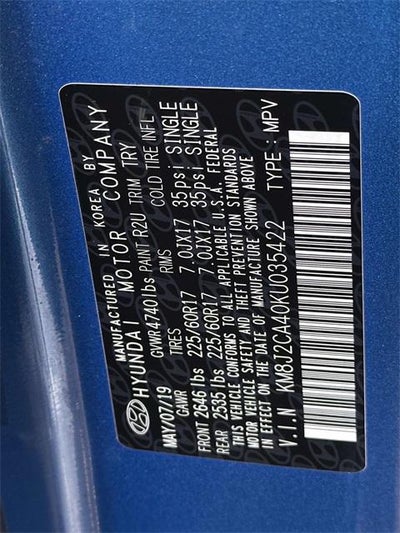 MANUFACTURED IN KOREA BY
HYUNDAI MOTOR COMPANY
MAY/07/19 GVWR 4740lbs PAINT R2U TRIM TRY
GAWR TIRES RMS COLD TIRE INFL
FRONT 2646 lbs 225/60R17 7.0JX17 35psi SINGLE
REAR 2535 lbs 225/60R17 7.0JX17 35psi SINGLE
THIS VEHICLE CONFORMS TO ALL APPLICABLE U.S.A. FEDERAL
MOTOR VEHICLE SAFETY AND THEFT PREVENTION STANDARDS
IN EFFECT ON THE DATE OF MANUFACTURE SHOWN ABOVE
V.I.N : KM8J2CA40KU035422 TYPE : MPV